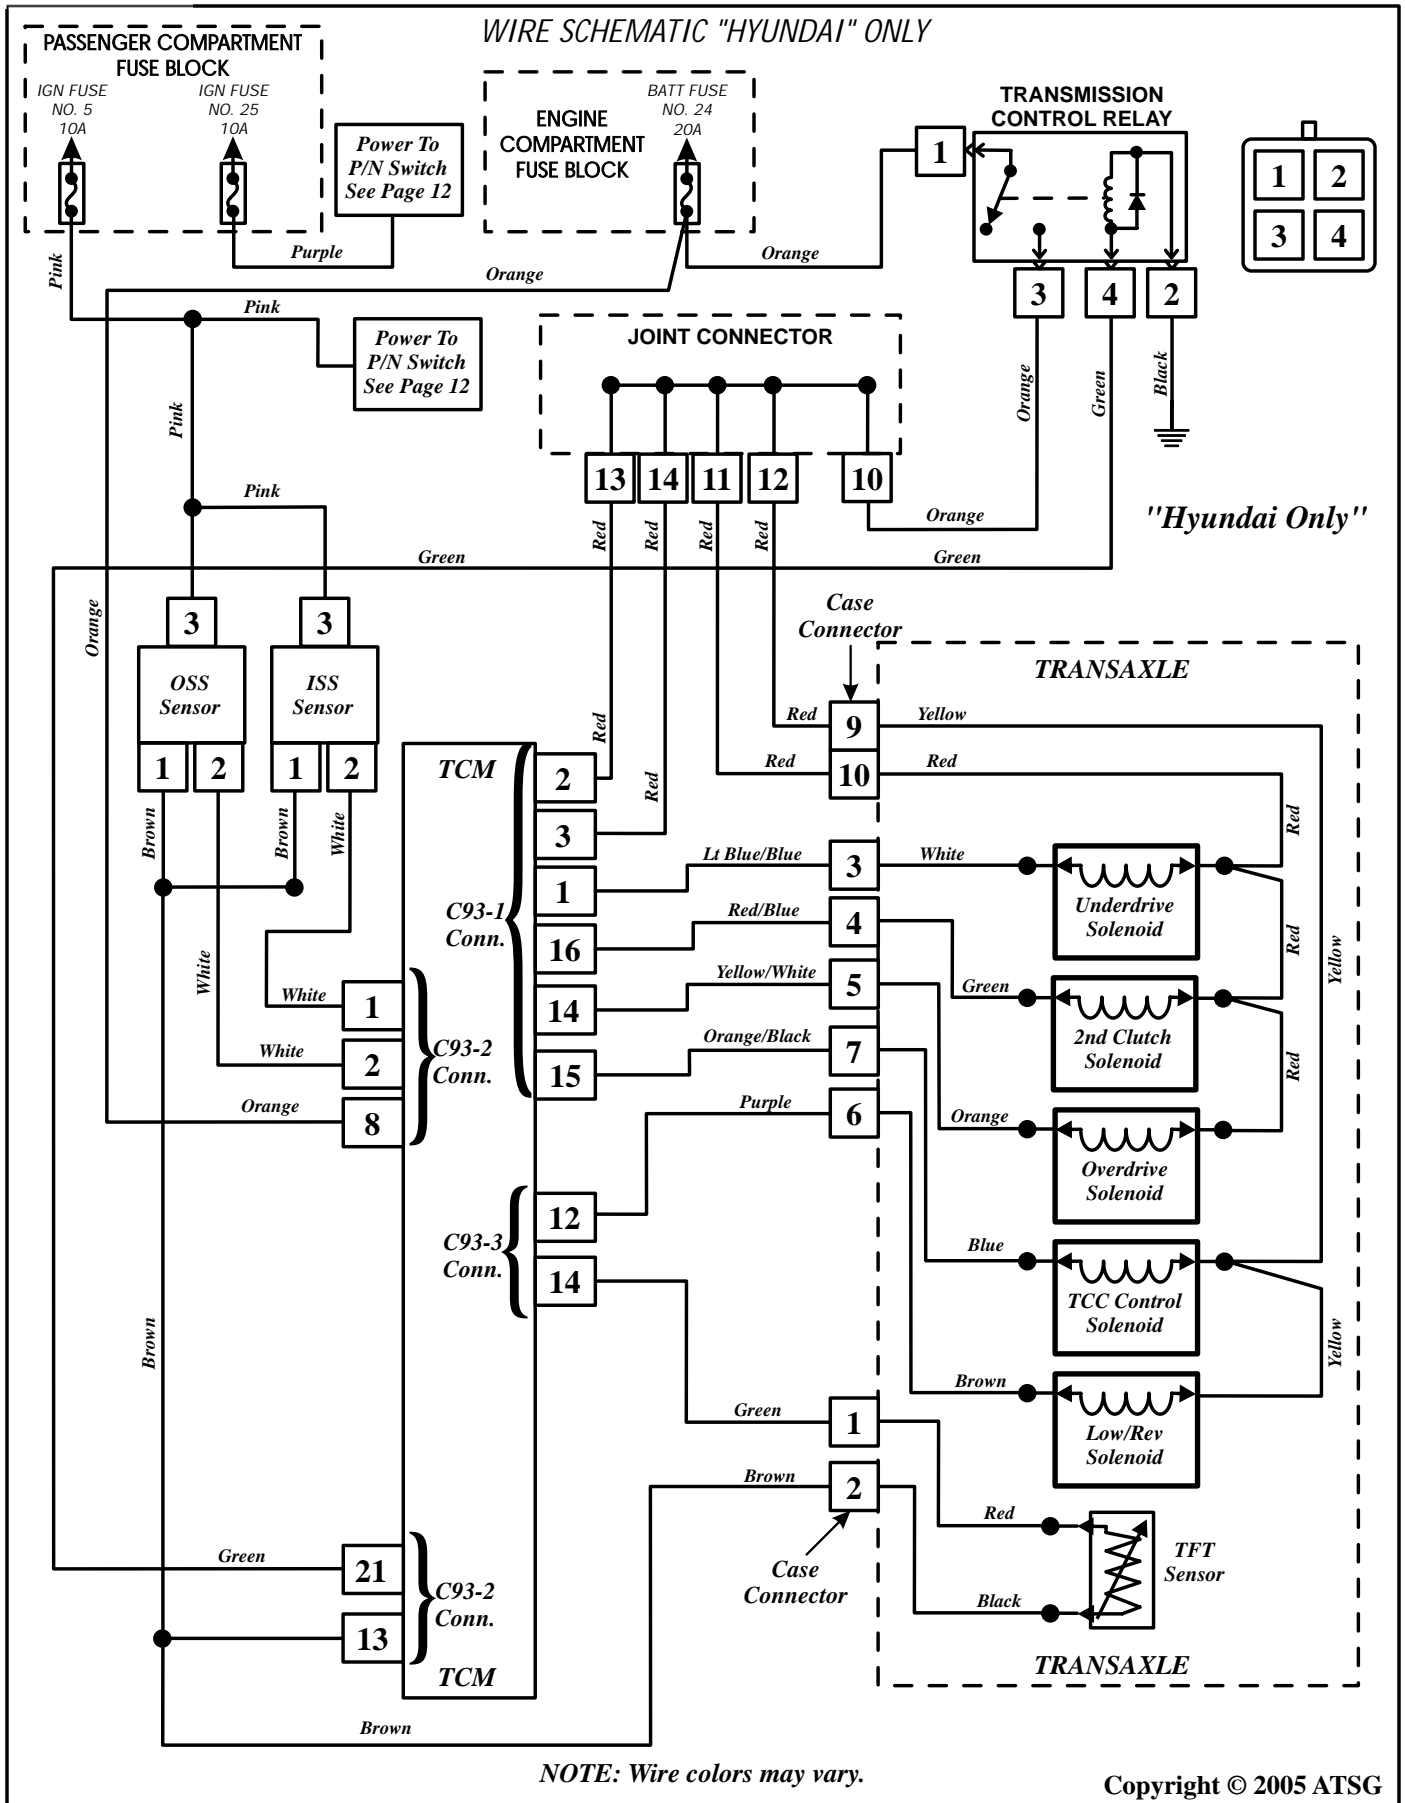 WIRE SCHEMATIC "HYUNDAI" ONLY
PASSENGER COMPARTMENT
FUSE BLOCK
IGN FUSE
NO. 5
10A
IGN FUSE
NO. 25
10A
Power To
P/N Switch
See Page 12
ENGINE
COMPARTMENT
FUSE BLOCK
BATT FUSE
NO. 24
20A
TRANSMISSION
CONTROL RELAY
1
1
2
3
4
Pink
Purple
Orange
Orange
3
4
2
Pink
Power To
P/N Switch
See Page 12
JOINT CONNECTOR
Orange
Green
Black
Pink
13
14
11
12
10
Pink
Red
Red
Red
Red
Orange
"Hyundai Only"
Green
Green
Orange
3
3
Case
Connector
OSS
Sensor
ISS
Sensor
TRANSAXLE
1
2
1
2
TCM
2
Red
Red
Red
9
Yellow
Red
10
Red
Red
Brown
White
Brown
White
3
1
C93-1
Conn.
16
14
15
Lt Blue/Blue
3
White
Underdrive
Solenoid
Red/Blue
4
Red
Yellow
White
1
White
2
C93-2
Conn.
Orange
8
Yellow/White
5
Green
2nd Clutch
Solenoid
Orange/Black
7
Red
Purple
6
Orange
Overdrive
Solenoid
12
C93-3
Conn.
14
Blue
TCC Control
Solenoid
Brown
Yellow
Brown
Low/Rev
Solenoid
Green
1
Brown
2
Red
TFT
Sensor
Case
Connector
Black
Green
21
C93-2
Conn.
13
TCM
TRANSAXLE
Brown
NOTE: Wire colors may vary.
Copyright © 2005 ATSG